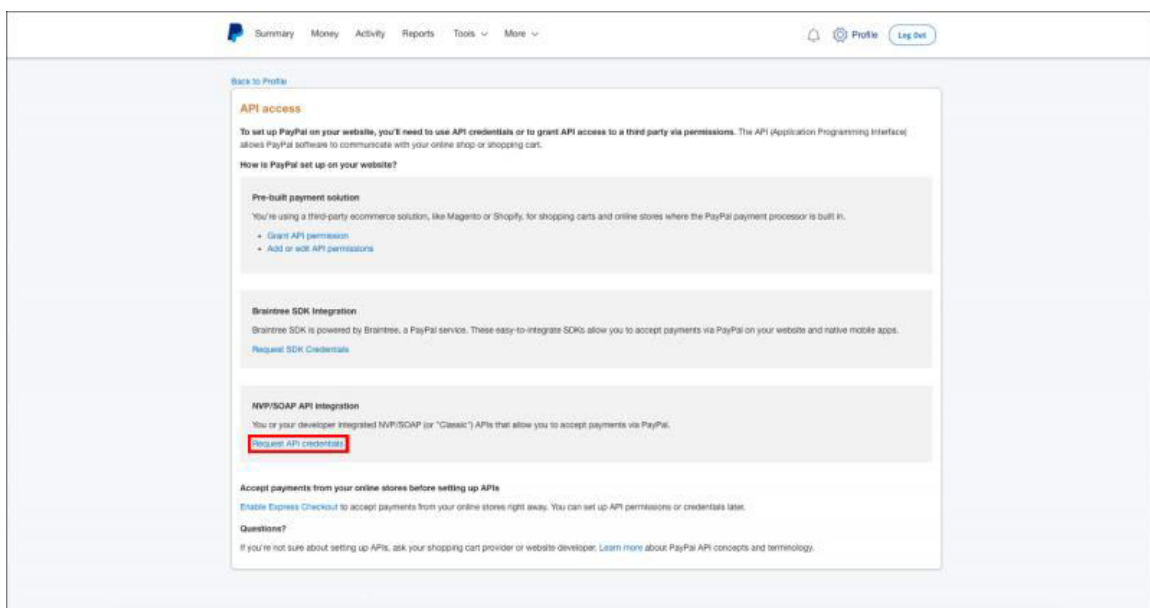 Summary Money Activity Reports Tools More Profile Log Out
Back to Profile
API access
To set up PayPal on your website, you'll need to use API credentials or to grant API access to a third party via permissions. The API (Application Programming Interface)
allows PayPal software to communicate with your online shop or shopping cart.
How is PayPal set up on your website?
Pre-built payment solution
You're using a third-party ecommerce solution, like Magento or Shopify, for shopping carts and online stores where the PayPal payment processor is built in.
• Grant API permission
• Add or edit API permissions
Braintree SDK Integration
Braintree SDK is powered by Braintree, a PayPal service. These easy-to-integrate SDKs allow you to accept payments via PayPal on your website and native mobile apps.
Request SDK Credentials
NVP/SOAP API integration
You or your developer integrated NVP/SOAP (or "Classic") APIs that allow you to accept payments via PayPal.
Request API credentials
Accept payments from your online stores before setting up APIs
Enable Express Checkout to accept payments from your online stores right away. You can set up API permissions or credentials later.
Questions?
If you're not sure about setting up APIs, ask your shopping cart provider or website developer. Learn more about PayPal API concepts and terminology.